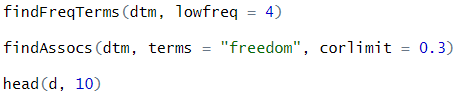 findFreqTerms(dtm, lowfreq = 4)
findAssocs(dtm, terms = "freedom", corlimit = 0.3)
head(d, 10)